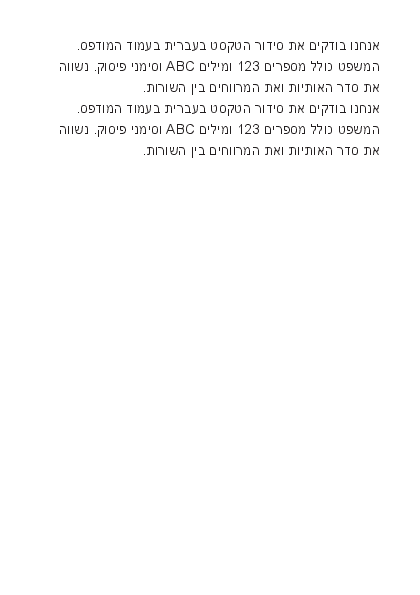 אנחנו בודקים את סידור הטקסט בעברית בעמוד המודפס.
המשפט כולל מספרים 123 ומילים ABC וסימני פיסוק. נשווה
את סדר האותיות ואת המרווחים בין השורות.
אנחנו בודקים את סידור הטקסט בעברית בעמוד המודפס.
המשפט כולל מספרים 123 ומילים ABC וסימני פיסוק. נשווה
את סדר האותיות ואת המרווחים בין השורות.